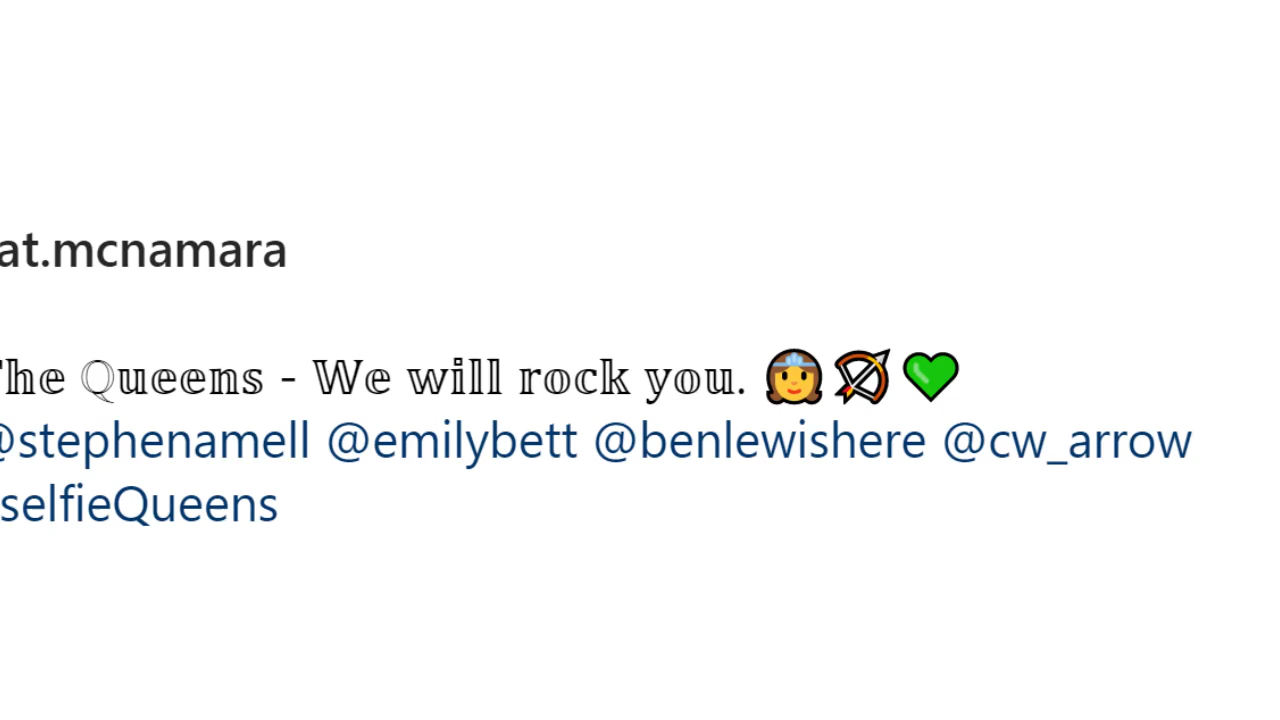 at.mcnamara
The Queens - We will rock you. 👸🏹💚
@stephenamell @emilybett @benlewishere @cw_arrow
selfieQueens